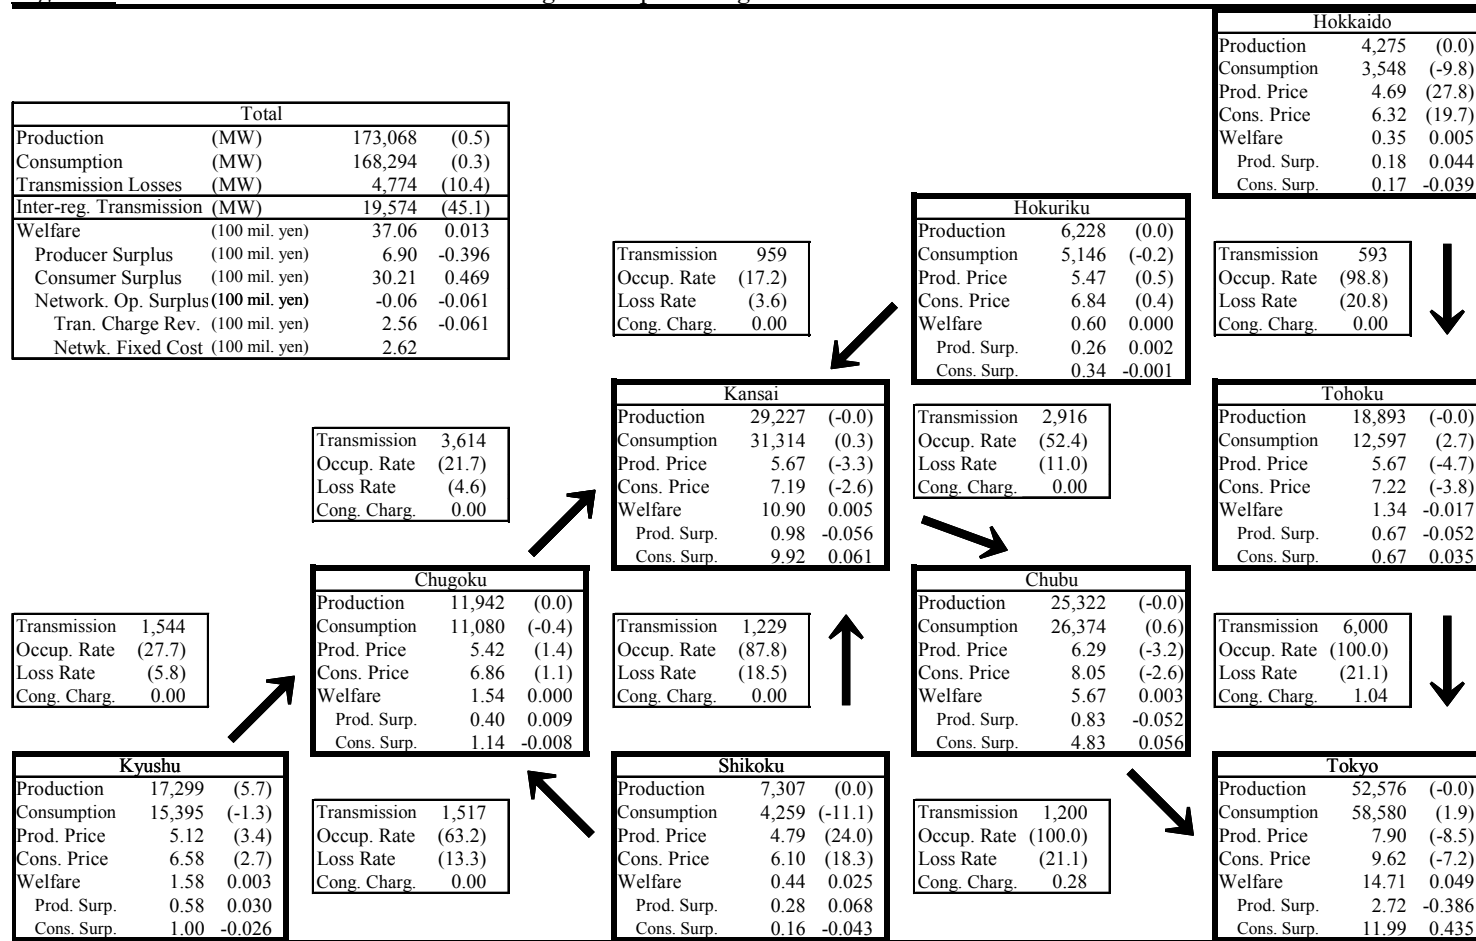 Hokkaido
Production 4,275 (0.0)
Consumption 3,548 (-9.8)
Prod. Price 4.69 (27.8)
Cons. Price 6.32 (19.7)
Welfare 0.35 0.005
Prod. Surp. 0.18 0.044
Cons. Surp. 0.17 -0.039
Total
Production (MW) 173,068 (0.5)
Consumption (MW) 168,294 (0.3)
Transmission Losses (MW) 4,774 (10.4)
Inter-reg. Transmission (MW) 19,574 (45.1)
Welfare (100 mil. yen) 37.06 0.013
Producer Surplus (100 mil. yen) 6.90 -0.396
Consumer Surplus (100 mil. yen) 30.21 0.469
Network. Op. Surplus (100 mil. yen) -0.06 -0.061
Tran. Charge Rev. (100 mil. yen) 2.56 -0.061
Netwk. Fixed Cost (100 mil. yen) 2.62
Transmission 959
Occup. Rate (17.2)
Loss Rate (3.6)
Cong. Charg. 0.00
Hokuriku
Production 6,228 (0.0)
Consumption 5,146 (-0.2)
Prod. Price 5.47 (0.5)
Cons. Price 6.84 (0.4)
Welfare 0.60 0.000
Prod. Surp. 0.26 0.002
Cons. Surp. 0.34 -0.001
Transmission 593
Occup. Rate (98.8)
Loss Rate (20.8)
Cong. Charg. 0.00
Transmission 3,614
Occup. Rate (21.7)
Loss Rate (4.6)
Cong. Charg. 0.00
Kansai
Production 29,227 (-0.0)
Consumption 31,314 (0.3)
Prod. Price 5.67 (-3.3)
Cons. Price 7.19 (-2.6)
Welfare 10.90 0.005
Prod. Surp. 0.98 -0.056
Cons. Surp. 9.92 0.061
Transmission 2,916
Occup. Rate (52.4)
Loss Rate (11.0)
Cong. Charg. 0.00
Tohoku
Production 18,893 (-0.0)
Consumption 12,597 (2.7)
Prod. Price 5.67 (-4.7)
Cons. Price 7.22 (-3.8)
Welfare 1.34 -0.017
Prod. Surp. 0.67 -0.052
Cons. Surp. 0.67 0.035
Transmission 1,544
Occup. Rate (27.7)
Loss Rate (5.8)
Cong. Charg. 0.00
Chugoku
Production 11,942 (0.0)
Consumption 11,080 (-0.4)
Prod. Price 5.42 (1.4)
Cons. Price 6.86 (1.1)
Welfare 1.54 0.000
Prod. Surp. 0.40 0.009
Cons. Surp. 1.14 -0.008
Transmission 1,229
Occup. Rate (87.8)
Loss Rate (18.5)
Cong. Charg. 0.00
Chubu
Production 25,322 (-0.0)
Consumption 26,374 (0.6)
Prod. Price 6.29 (-3.2)
Cons. Price 8.05 (-2.6)
Welfare 5.67 0.003
Prod. Surp. 0.83 -0.052
Cons. Surp. 4.83 0.056
Transmission 6,000
Occup. Rate (100.0)
Loss Rate (21.1)
Cong. Charg. 1.04
Kyushu
Production 17,299 (5.7)
Consumption 15,395 (-1.3)
Prod. Price 5.12 (3.4)
Cons. Price 6.58 (2.7)
Welfare 1.58 0.003
Prod. Surp. 0.58 0.030
Cons. Surp. 1.00 -0.026
Transmission 1,517
Occup. Rate (63.2)
Loss Rate (13.3)
Cong. Charg. 0.00
Shikoku
Production 7,307 (0.0)
Consumption 4,259 (-11.1)
Prod. Price 4.79 (24.0)
Cons. Price 6.10 (18.3)
Welfare 0.44 0.025
Prod. Surp. 0.28 0.068
Cons. Surp. 0.16 -0.043
Transmission 1,200
Occup. Rate (100.0)
Loss Rate (21.1)
Cong. Charg. 0.28
Tokyo
Production 52,576 (-0.0)
Consumption 58,580 (1.9)
Prod. Price 7.90 (-8.5)
Cons. Price 9.62 (-7.2)
Welfare 14.71 0.049
Prod. Surp. 2.72 -0.386
Cons. Surp. 11.99 0.435